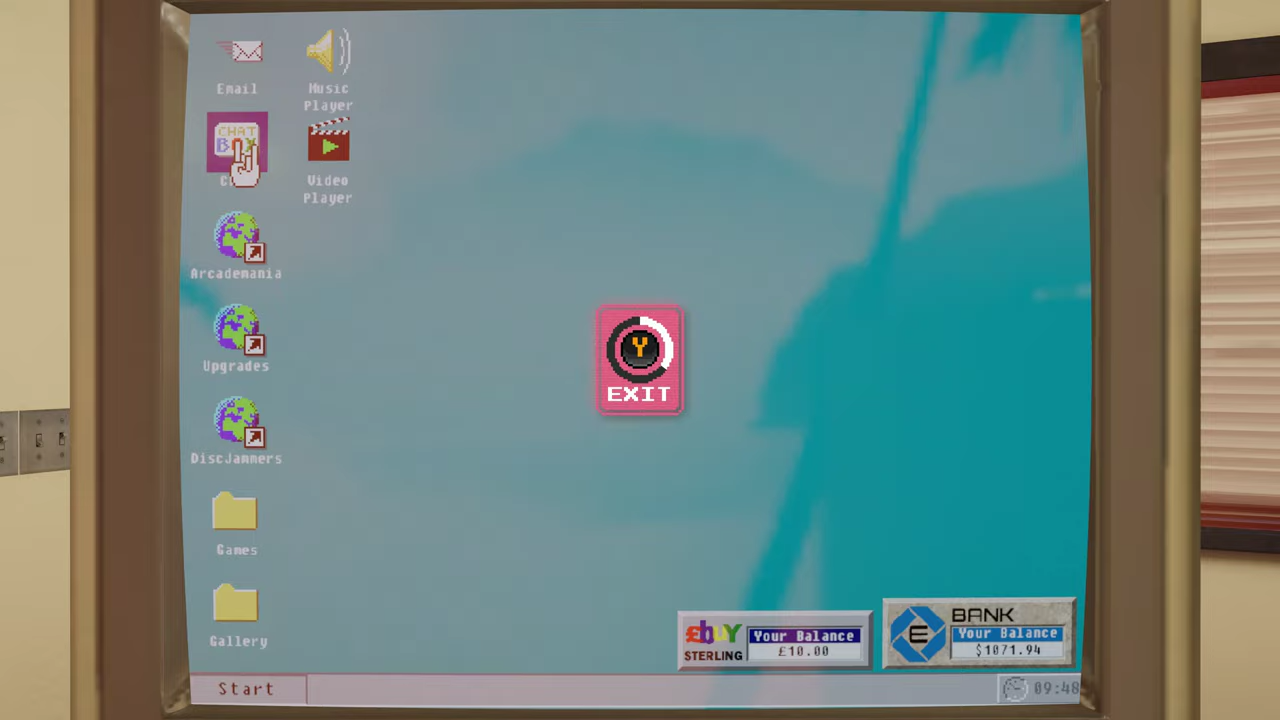 Email
Music
Player
CHAT
Video
Player
Arcademania
Upgrades
DiscJammers
Games
Gallery
Y
EXIT
ebuY
STERLING
Your Balance
£10.00
E
BANK
Your Balance
$1071.94
Start
09:48